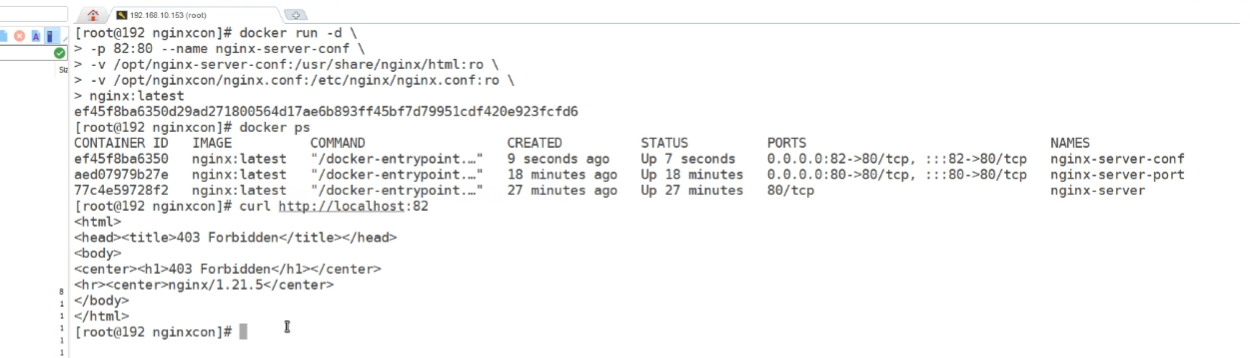 192.168.10.153 (root)
[root@192 nginxcon]# docker run -d \
> -p 82:80 --name nginx-server-conf \
> -v /opt/nginx-server-conf:/usr/share/nginx/html:ro \
> -v /opt/nginxcon/nginx.conf:/etc/nginx/nginx.conf:ro \
> nginx:latest
ef45f8ba6350d29ad271800564d17ae6b893ff45bf7d79951cdf420e923fcfd6
[root@192 nginxcon]# docker ps
CONTAINER ID IMAGE COMMAND CREATED STATUS PORTS NAMES
ef45f8ba6350 nginx:latest "/docker-entrypoint.…" 9 seconds ago Up 7 seconds 0.0.0.0:82->80/tcp, :::82->80/tcp nginx-server-conf
aed07979b27e nginx:latest "/docker-entrypoint.…" 18 minutes ago Up 18 minutes 0.0.0.0:80->80/tcp, :::80->80/tcp nginx-server-port
77c4e59728f2 nginx:latest "/docker-entrypoint.…" 27 minutes ago Up 27 minutes 80/tcp nginx-server
[root@192 nginxcon]# curl http://localhost:82
<html>
<head><title>403 Forbidden</title></head>
<body>
<center><h1>403 Forbidden</h1></center>
<hr><center>nginx/1.21.5</center>
</body>
</html>
[root@192 nginxcon]#
A
Siz
8
1
1
1
1
1